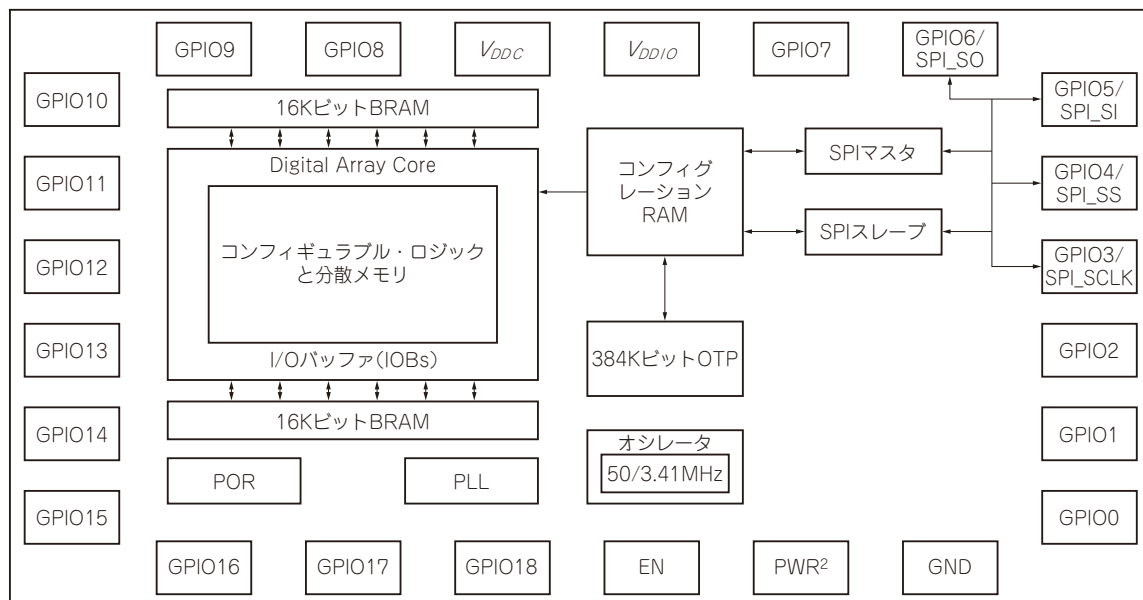 GPIO9
GPIO8
VDDC
VDDIO
GPIO7
GPIO6/
SPI_SO
GPIO10
16KビットBRAM
GPIO5/
SPI_SI
Digital Array Core
コンフィグ
レーション
RAM
SPIマスタ
GPIO11
GPIO4/
SPI_SS
コンフィギュラブル・ロジック
と分散メモリ
SPIスレーブ
GPIO12
GPIO3/
SPI_SCLK
GPIO13
I/Oバッファ(IOBs)
384KビットOTP
GPIO2
GPIO14
16KビットBRAM
オシレータ
50/3.41MHz
GPIO1
POR
PLL
GPIO15
GPIO0
GPIO16
GPIO17
GPIO18
EN
PWR²
GND